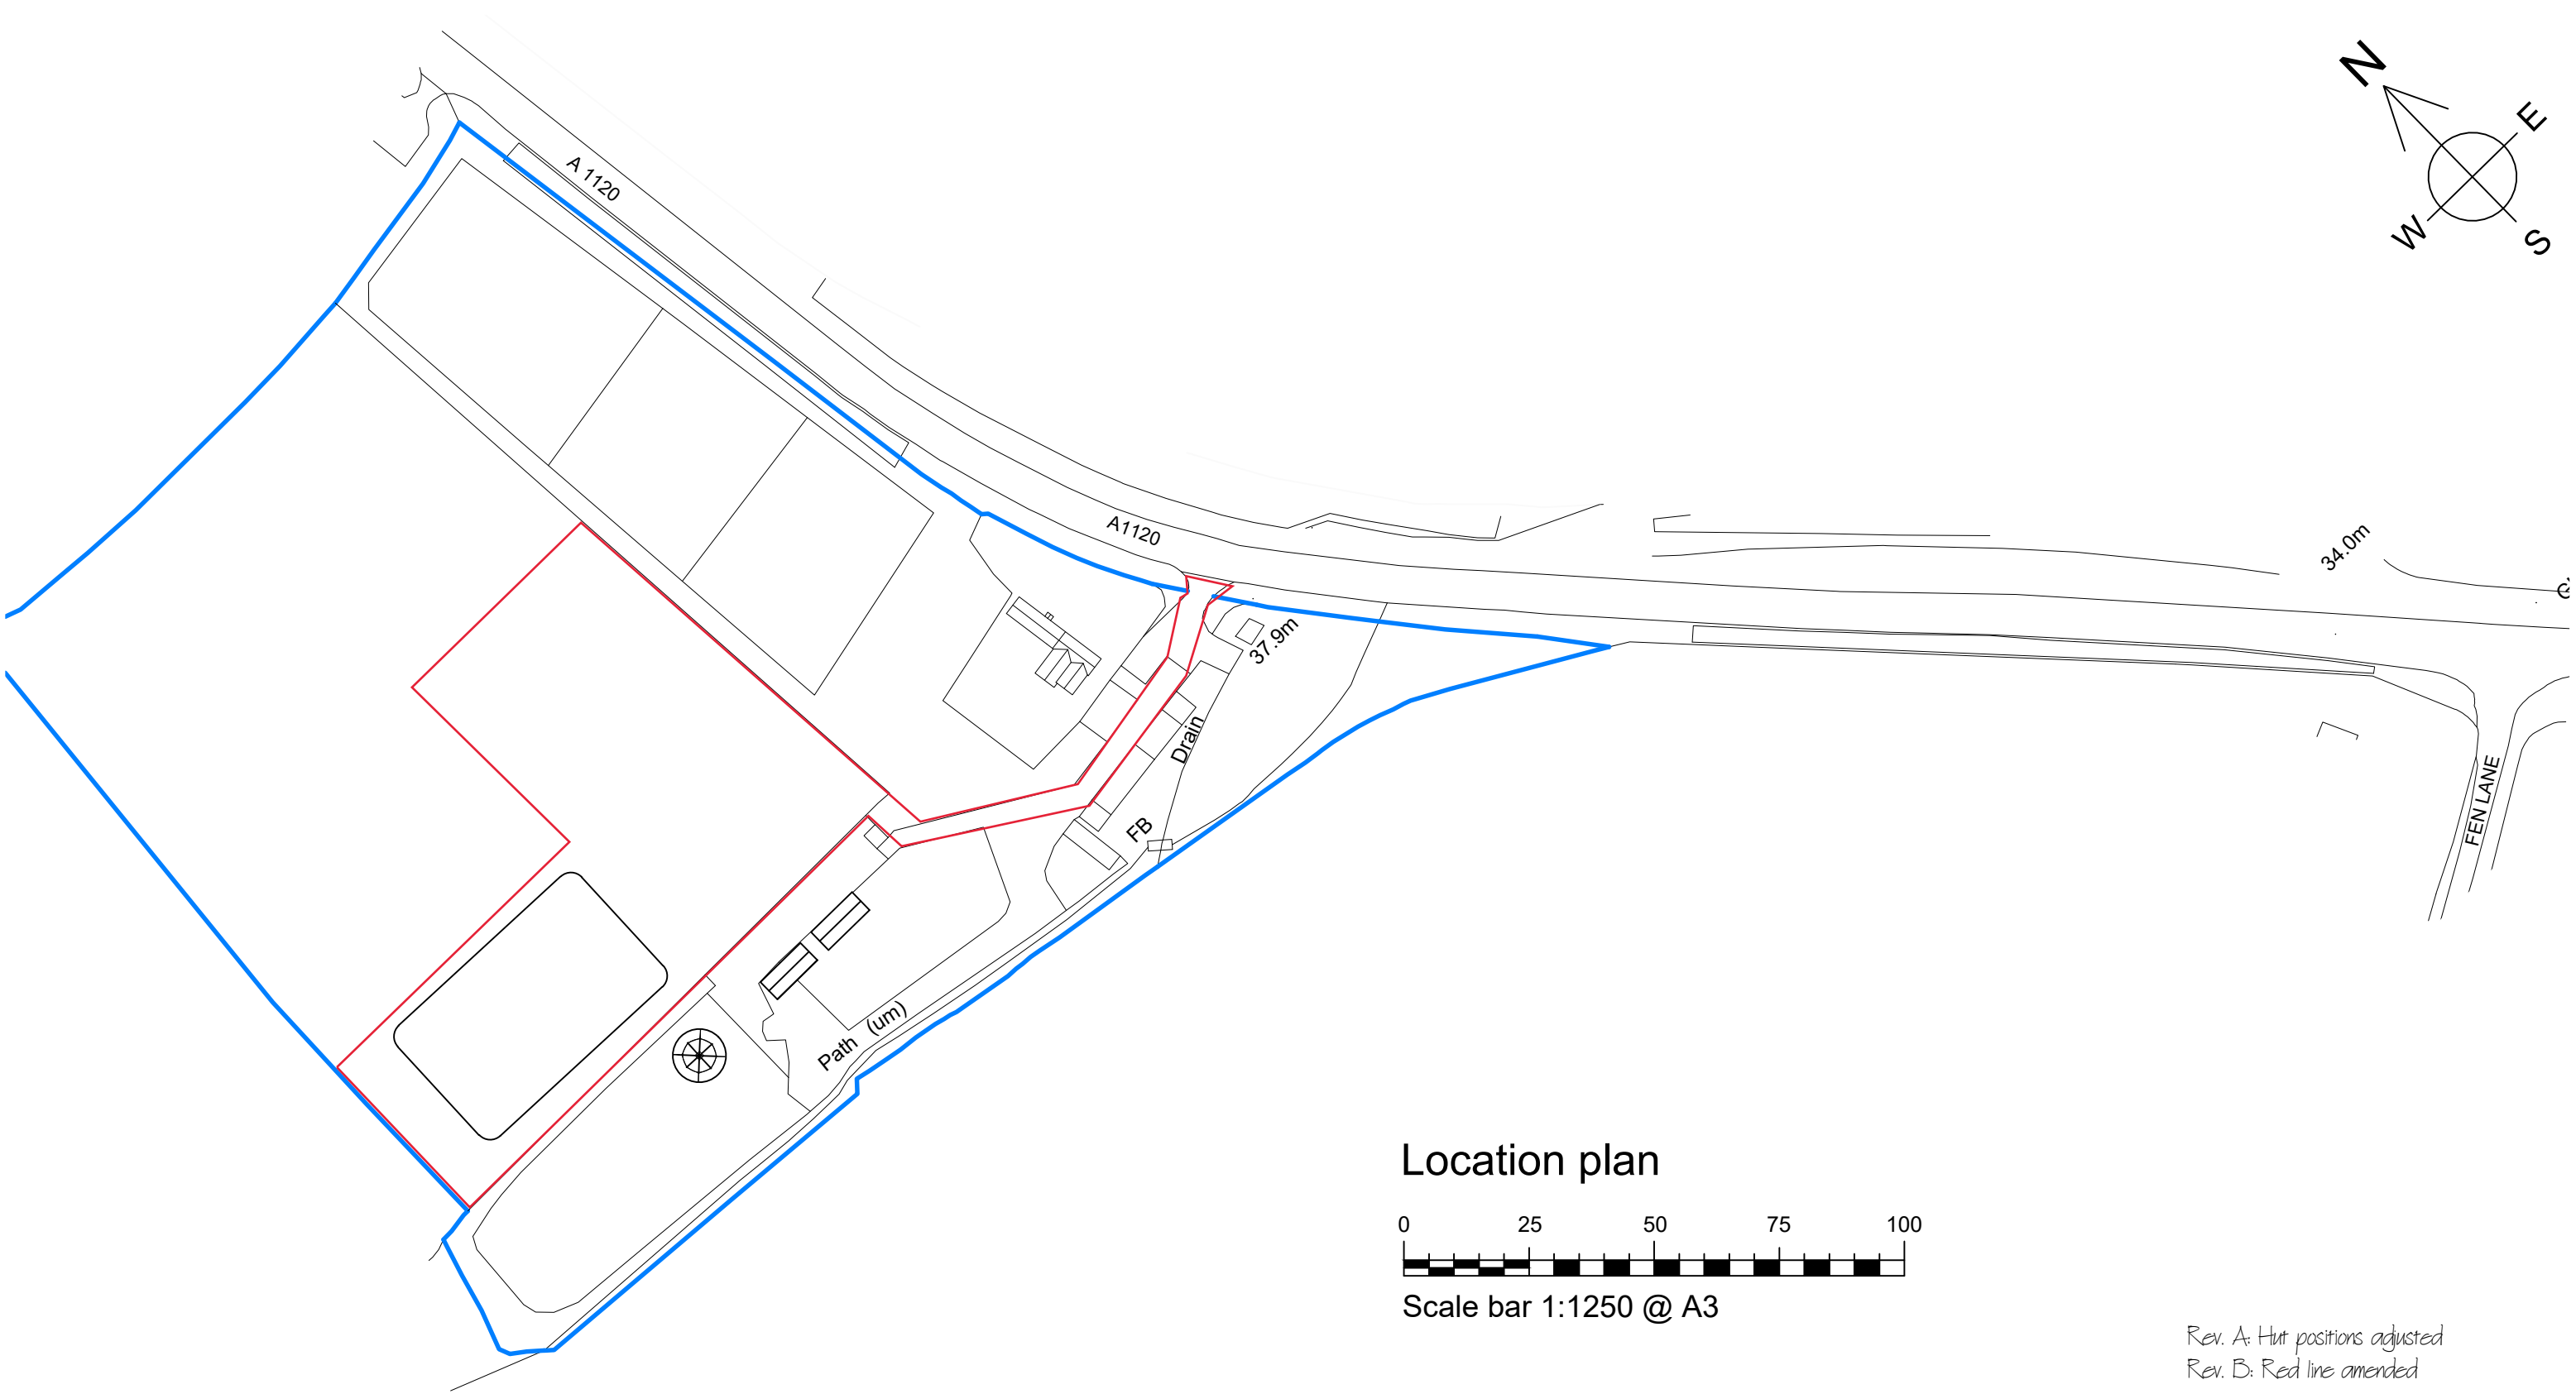 N
E
W
S
A 1120
A1120
34.0m
37.9m
Drain
FB
FEN LANE
Path (um)
Location plan
0 25 50 75 100
Scale bar 1:1250 @ A3
Rev. A: Hut positions adjusted
Rev. B: Red line amended